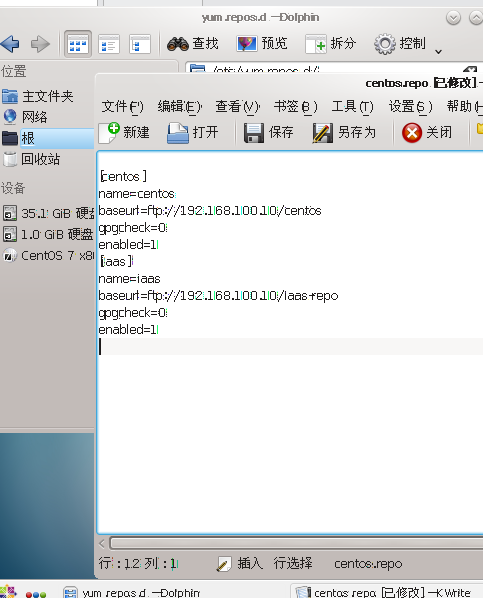 yum.repos.d — Dolphin
查找 预览 拆分 控制
位置
/etc/yum.repos.d/
主文件夹
网络
根
回收站
设备
35.1 GiB 硬盘
1.0 GiB 硬盘
CentOS 7 x8
centos.repo [已修改] —
文件(F) 编辑(E) 查看(V) 书签(B) 工具(T) 设置(S) 帮助(
新建 打开 保存 另存为 关闭
[centos]
name=centos
baseurl=ftp://192.168.100.10/centos
gpgcheck=0
enabled=1
[iaas]
name=iaas
baseurl=ftp://192.168.100.10/iaas-repo
gpgcheck=0
enabled=1
行: 12 列: 1 插入 行选择 centos.repo
yum.repos.d — Dolphin centos.repo [已修改] — KWrite